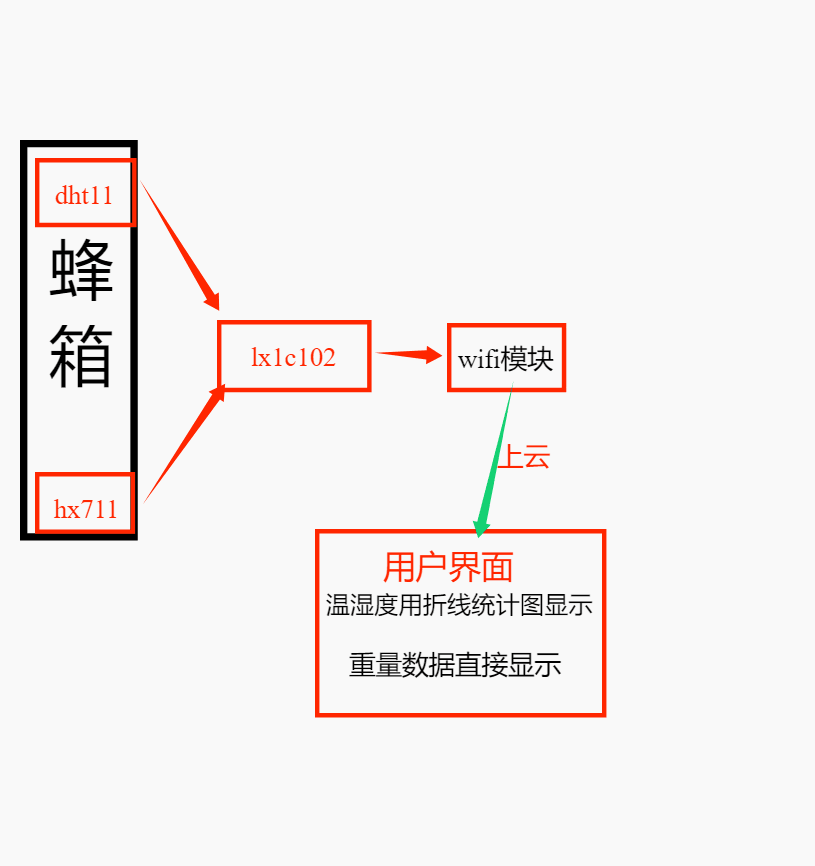 dht11
蜂
箱
hx711
lx1c102
wifi模块
上云
用户界面
温湿度用折线统计图显示
重量数据直接显示